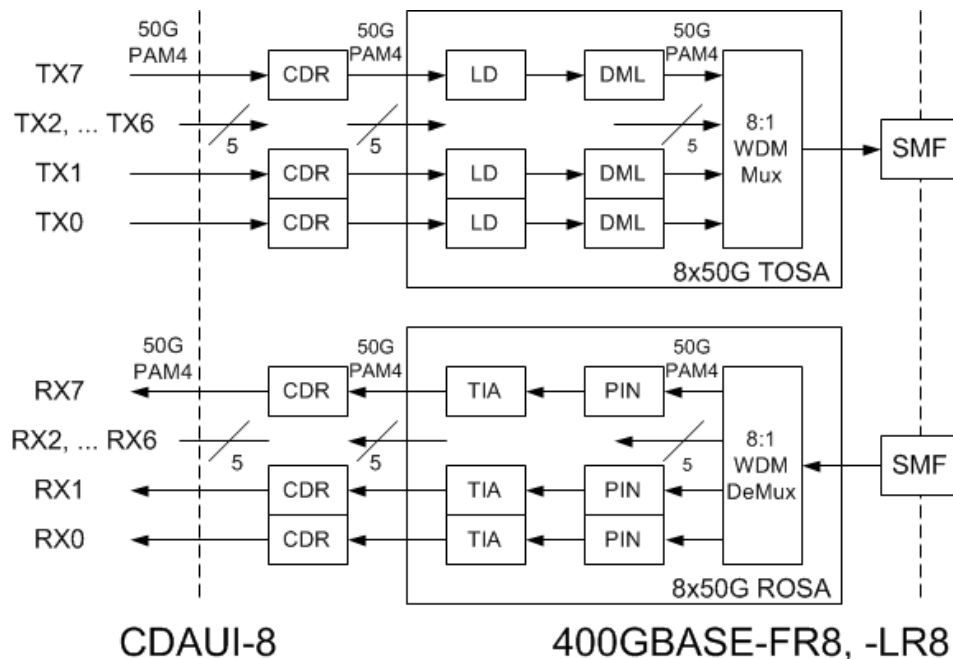 50G
PAM4
50G
PAM4
50G
PAM4
TX7
CDR
LD
DML
TX2, ... TX6
5
5
5
8:1
WDM
Mux
SMF
TX1
CDR
LD
DML
TX0
CDR
LD
DML
8x50G TOSA
50G
PAM4
50G
PAM4
50G
PAM4
RX7
CDR
TIA
PIN
RX2, ... RX6
5
5
5
8:1
WDM
DeMux
SMF
RX1
CDR
TIA
PIN
RX0
CDR
TIA
PIN
8x50G ROSA
CDAUI-8
400GBASE-FR8, -LR8